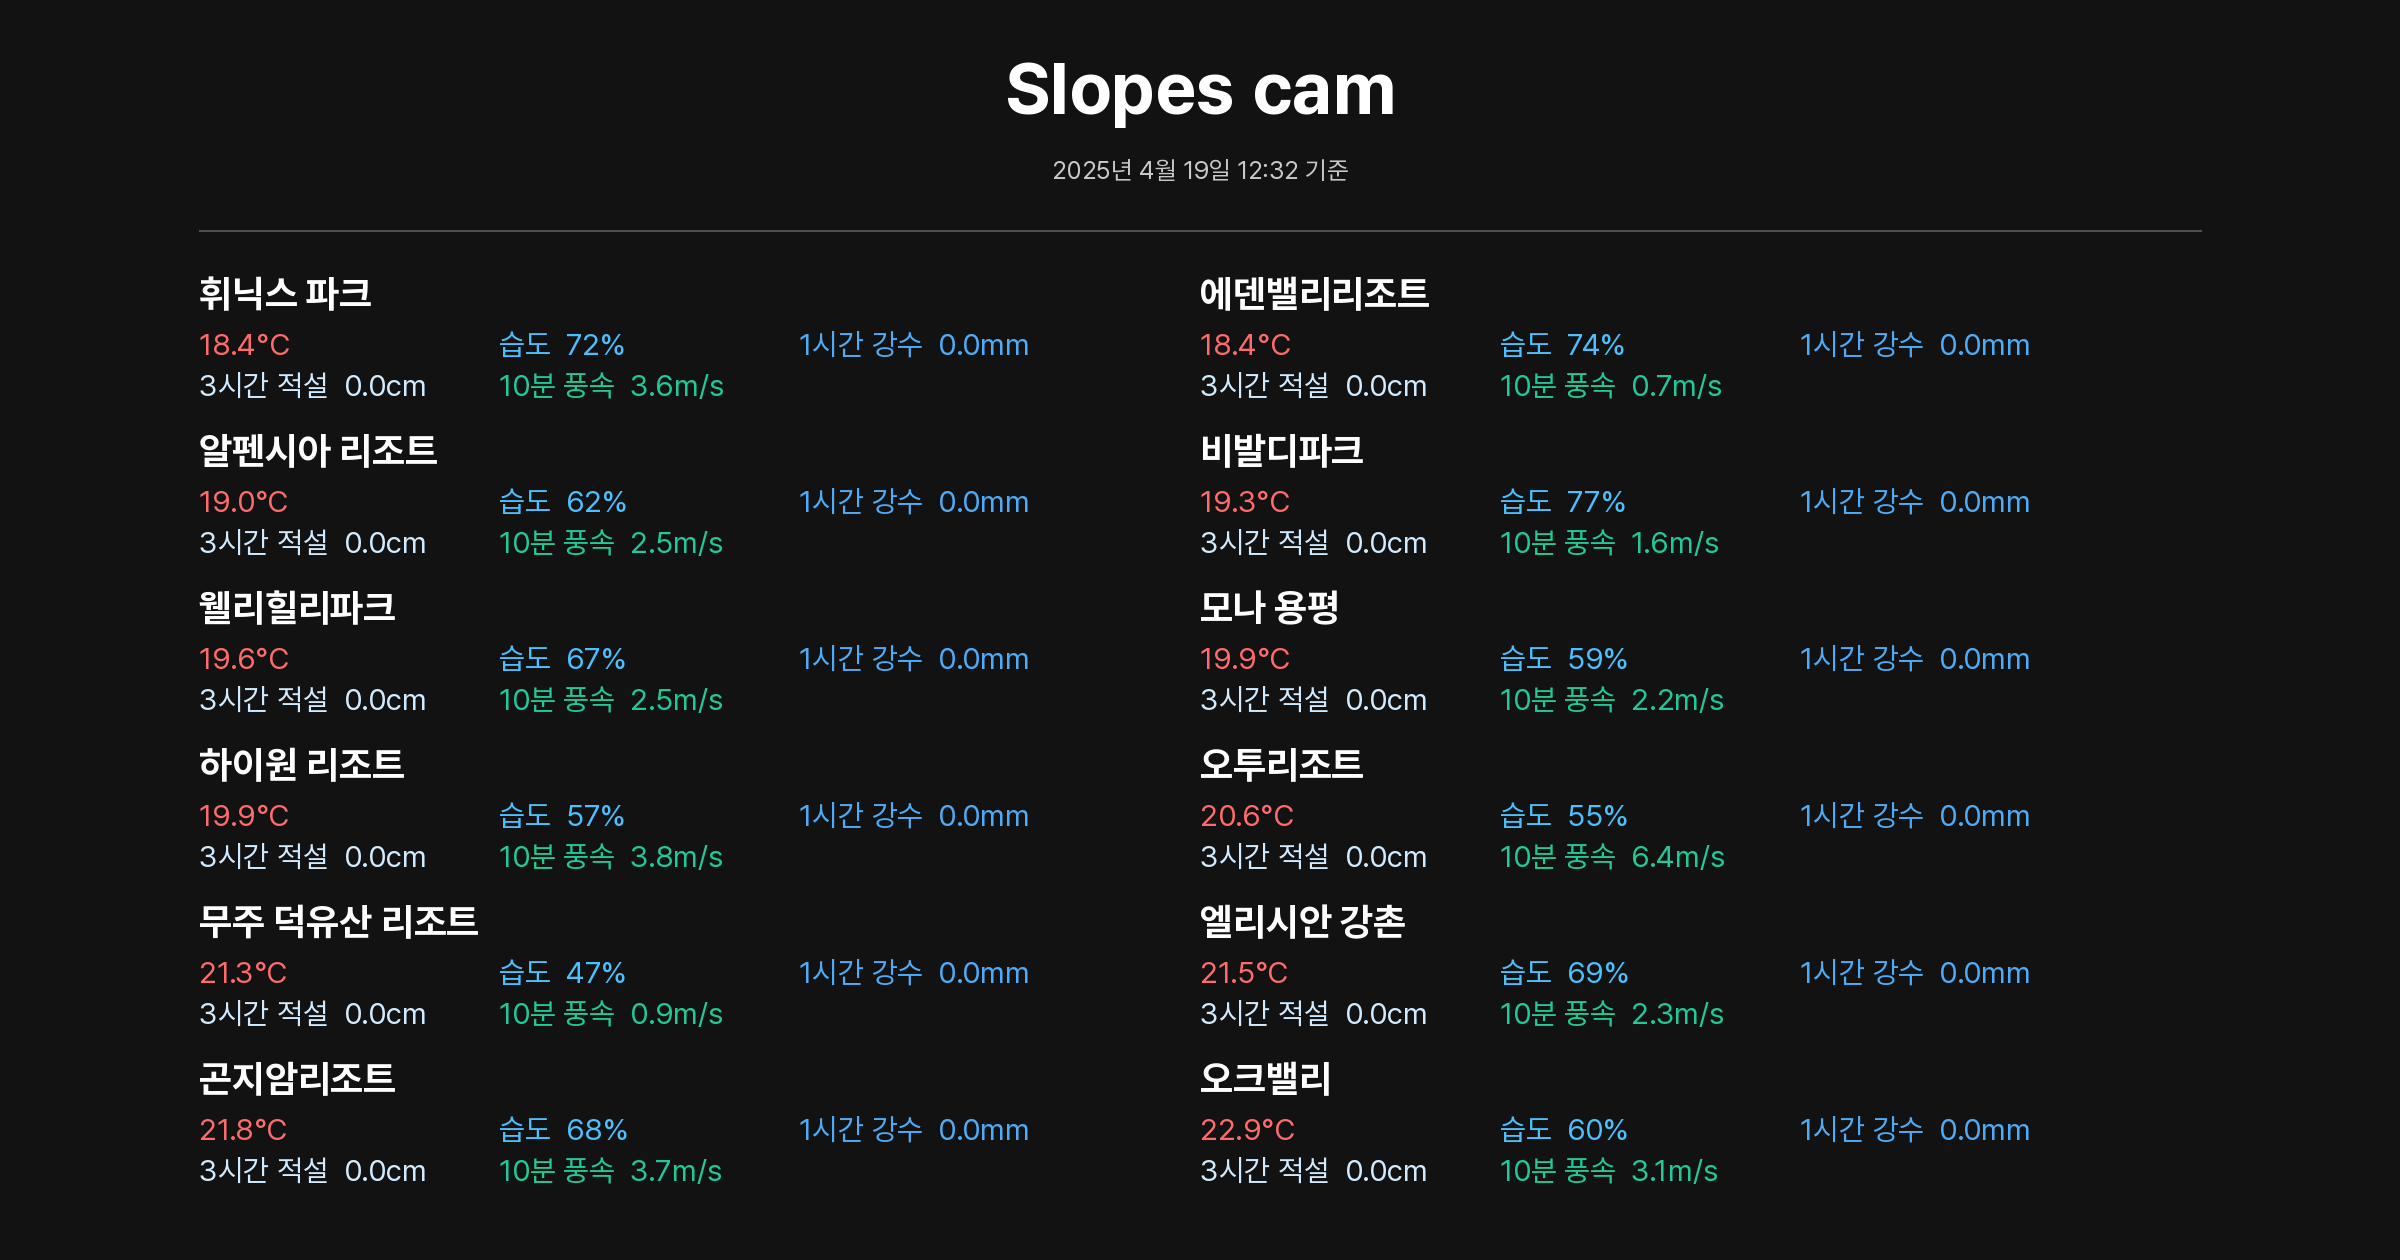 Slopes cam
2025년 4월 19일 12:32 기준
휘닉스 파크
18.4°C 습도 72% 1시간 강수 0.0mm
3시간 적설 0.0cm 10분 풍속 3.6m/s
에덴밸리리조트
18.4°C 습도 74% 1시간 강수 0.0mm
3시간 적설 0.0cm 10분 풍속 0.7m/s
알펜시아 리조트
19.0°C 습도 62% 1시간 강수 0.0mm
3시간 적설 0.0cm 10분 풍속 2.5m/s
비발디파크
19.3°C 습도 77% 1시간 강수 0.0mm
3시간 적설 0.0cm 10분 풍속 1.6m/s
웰리힐리파크
19.6°C 습도 67% 1시간 강수 0.0mm
3시간 적설 0.0cm 10분 풍속 2.5m/s
모나 용평
19.9°C 습도 59% 1시간 강수 0.0mm
3시간 적설 0.0cm 10분 풍속 2.2m/s
하이원 리조트
19.9°C 습도 57% 1시간 강수 0.0mm
3시간 적설 0.0cm 10분 풍속 3.8m/s
오투리조트
20.6°C 습도 55% 1시간 강수 0.0mm
3시간 적설 0.0cm 10분 풍속 6.4m/s
무주 덕유산 리조트
21.3°C 습도 47% 1시간 강수 0.0mm
3시간 적설 0.0cm 10분 풍속 0.9m/s
엘리시안 강촌
21.5°C 습도 69% 1시간 강수 0.0mm
3시간 적설 0.0cm 10분 풍속 2.3m/s
곤지암리조트
21.8°C 습도 68% 1시간 강수 0.0mm
3시간 적설 0.0cm 10분 풍속 3.7m/s
오크밸리
22.9°C 습도 60% 1시간 강수 0.0mm
3시간 적설 0.0cm 10분 풍속 3.1m/s